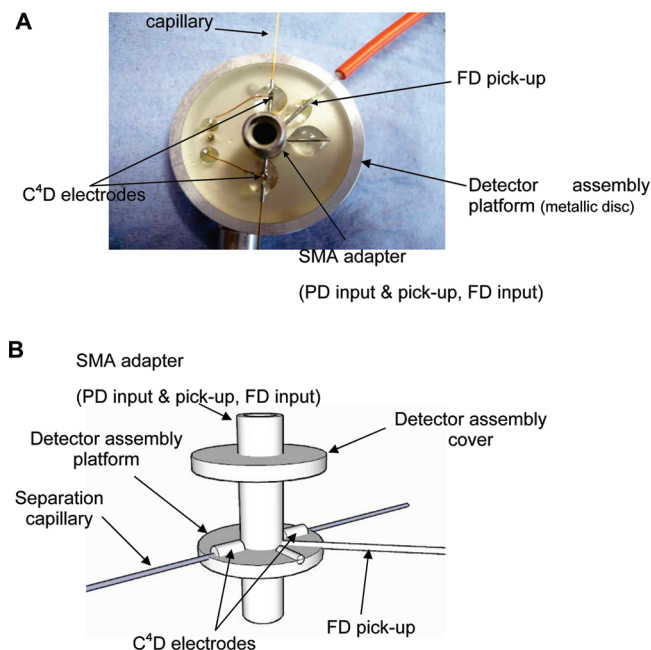 A
capillary
FD pick-up
C⁴D electrodes
Detector assembly
platform (metallic disc)
SMA adapter
(PD input & pick-up, FD input)
B
SMA adapter
(PD input & pick-up, FD input)
Detector assembly
cover
Detector assembly
platform
Separation
capillary
FD pick-up
C⁴D electrodes